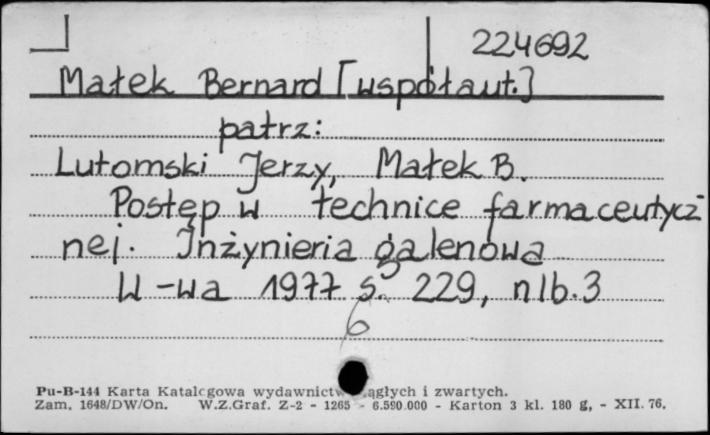 224692
Małek Bernard [współaut.]
patrz:
Lutomski Jerzy, Małek B.
Postęp w technice farmaceutycz
nej. Inżynieria galenowa
W-wa 1977 s. 229, nlb. 3
6
Pu-B-144 Karta Katalogowa wydawnictw ciągłych i zwartych.
Zam. 1648/DW/On. W.Z.Graf. Z-2 - 1265 - 6.590.000 - Karton 3 kl. 180 g, - XII. 76.